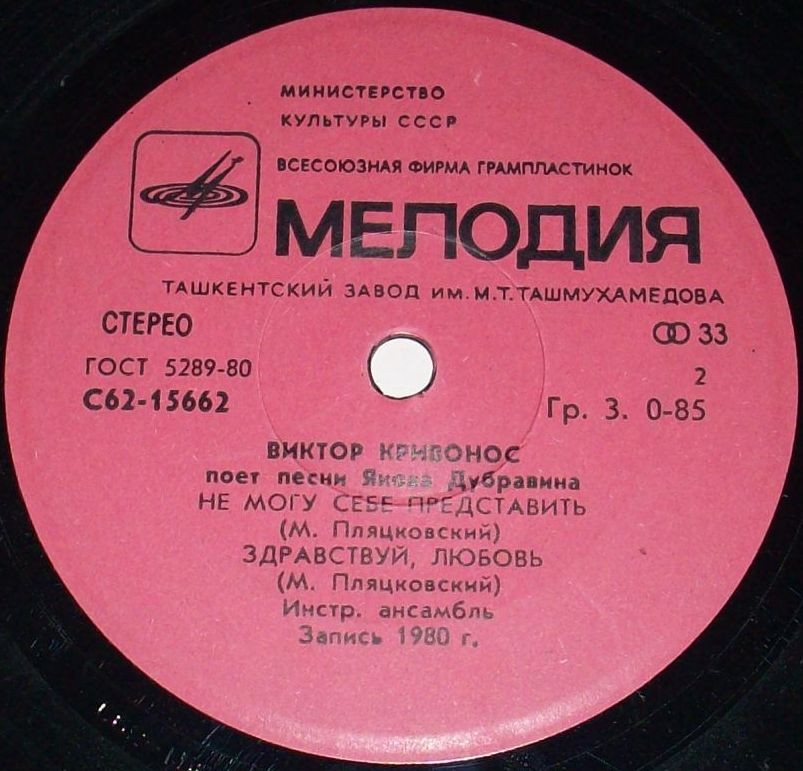 МИНИСТЕРСТВО
КУЛЬТУРЫ СССР
ВСЕСОЮЗНАЯ ФИРМА ГРАМПЛАСТИНОК
МЕЛОДИЯ
ТАШКЕНТСКИЙ ЗАВОД ИМ. М.Т. ТАШМУХАМЕДОВА
СТЕРЕО
33
ГОСТ 5289-80
2
С62-15662
Гр. 3. 0-85
ВИКТОР КРИВОНОС
поет песни Якова Дубравина
НЕ МОГУ СЕБЕ ПРЕДСТАВИТЬ
(М. Пляцковский)
ЗДРАВСТВУЙ, ЛЮБОВЬ
(М. Пляцковский)
Инстр. ансамбль
Запись 1980 г.